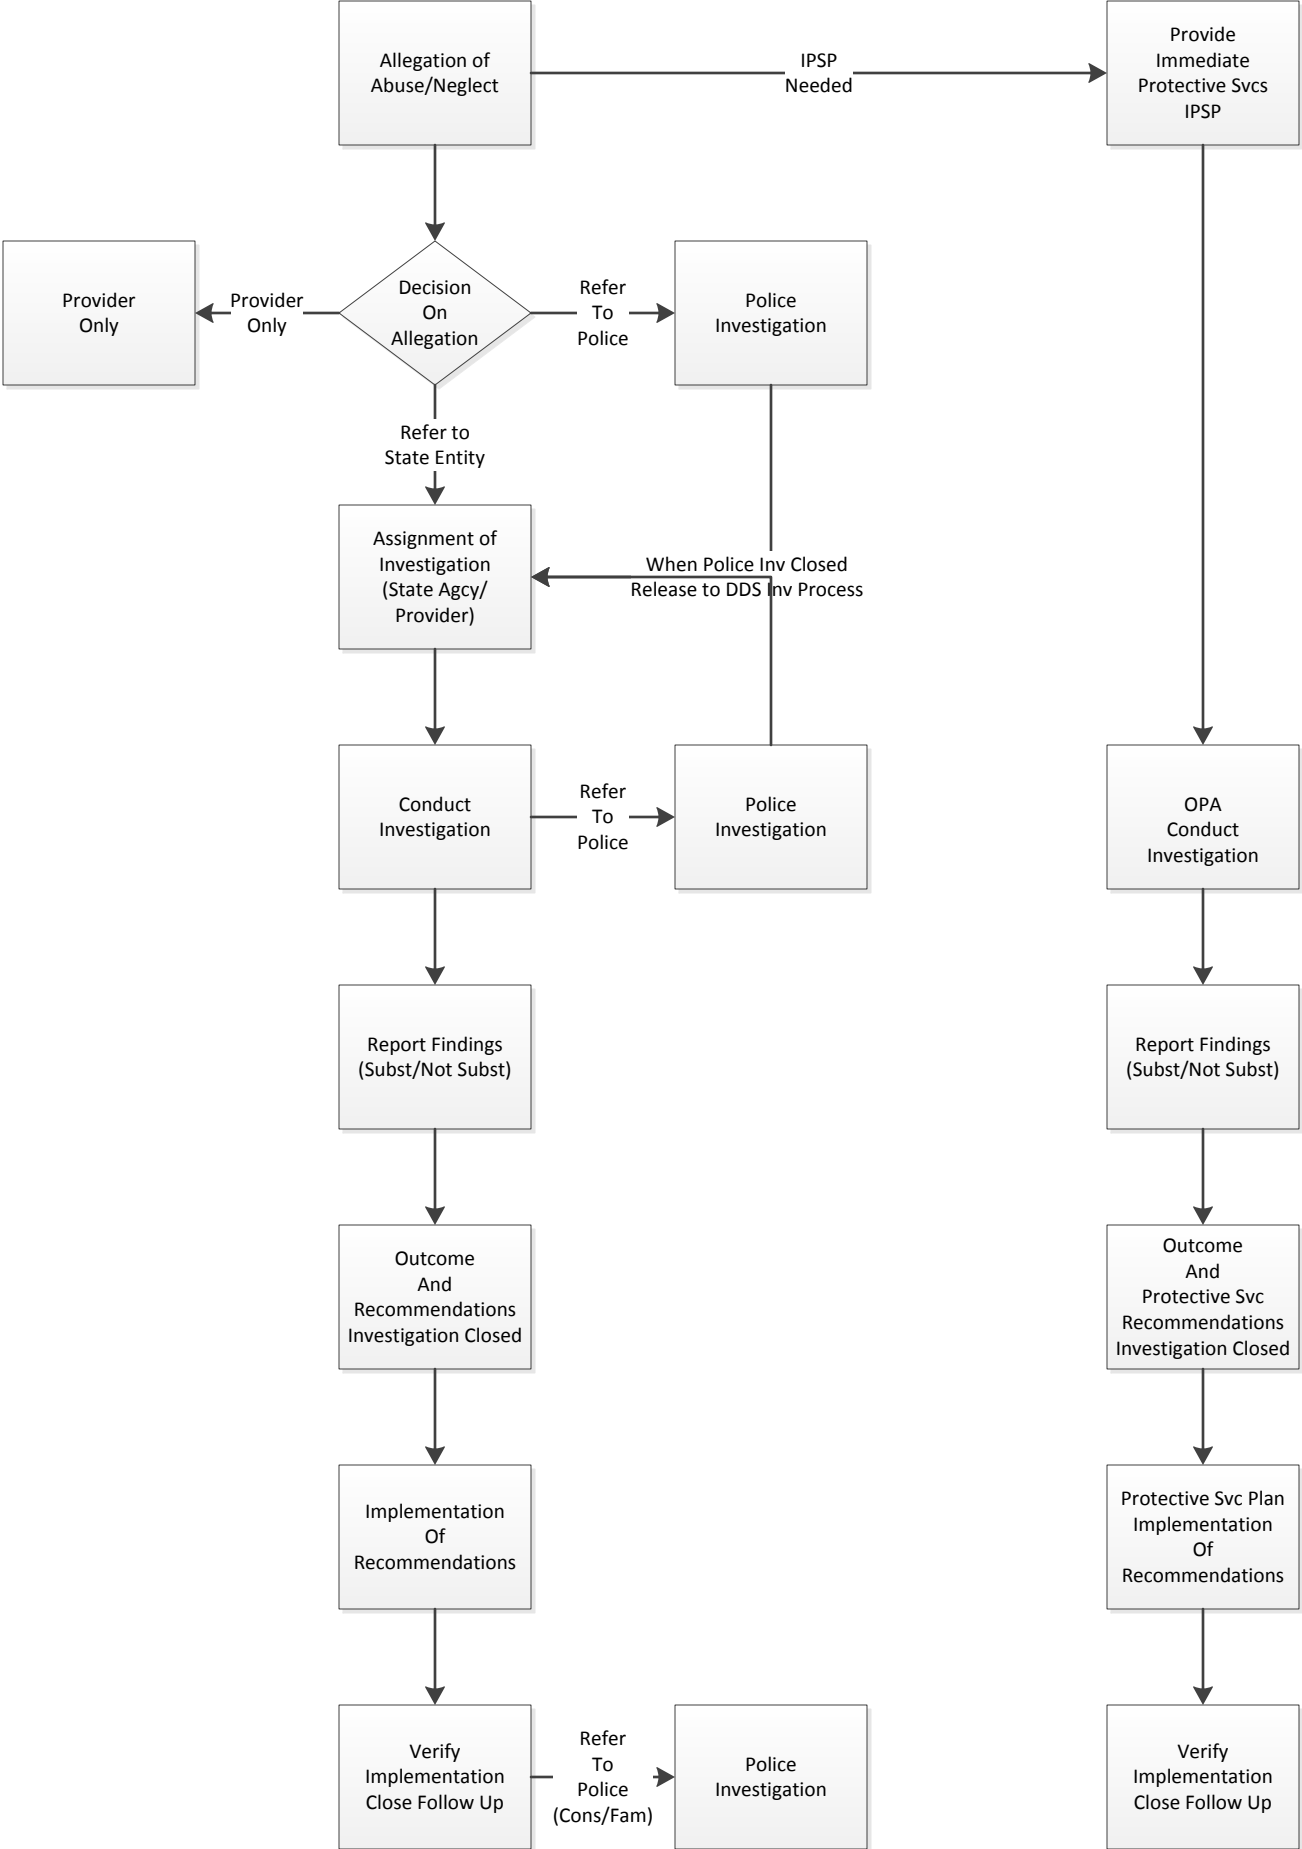 Allegation of
Abuse/Neglect
IPSP
Needed
Provide
Immediate
Protective Svcs
IPSP
Provider
Only
Provider
Only
Decision
On
Allegation
Refer
To
Police
Police
Investigation
Refer to
State Entity
Assignment of
Investigation
(State Agcy/
Provider)
When Police Inv Closed
Release to DDS Inv Process
Conduct
Investigation
Refer
To
Police
Police
Investigation
OPA
Conduct
Investigation
Report Findings
(Subst/Not Subst)
Report Findings
(Subst/Not Subst)
Outcome
And
Recommendations
Investigation Closed
Outcome
And
Protective Svc
Recommendations
Investigation Closed
Implementation
Of
Recommendations
Protective Svc Plan
Implementation
Of
Recommendations
Verify
Implementation
Close Follow Up
Refer
To
Police
(Cons/Fam)
Police
Investigation
Verify
Implementation
Close Follow Up